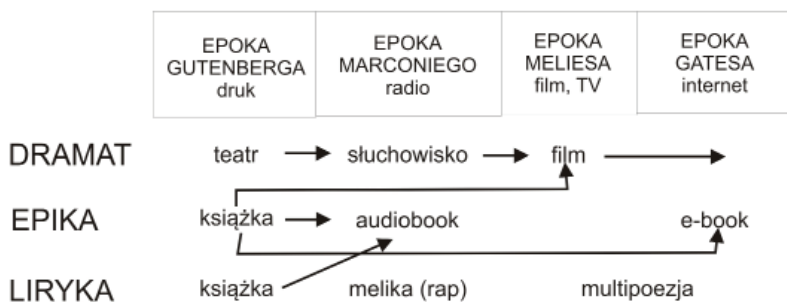 EPOKA
GUTENBERGA
druk
EPOKA
MARCONIEGO
radio
EPOKA
MELIESA
film, TV
EPOKA
GATESA
internet
DRAMAT teatr słuchowisko film
EPIKA książka audiobook e-book
LIRYKA książka melika (rap) multipoezja